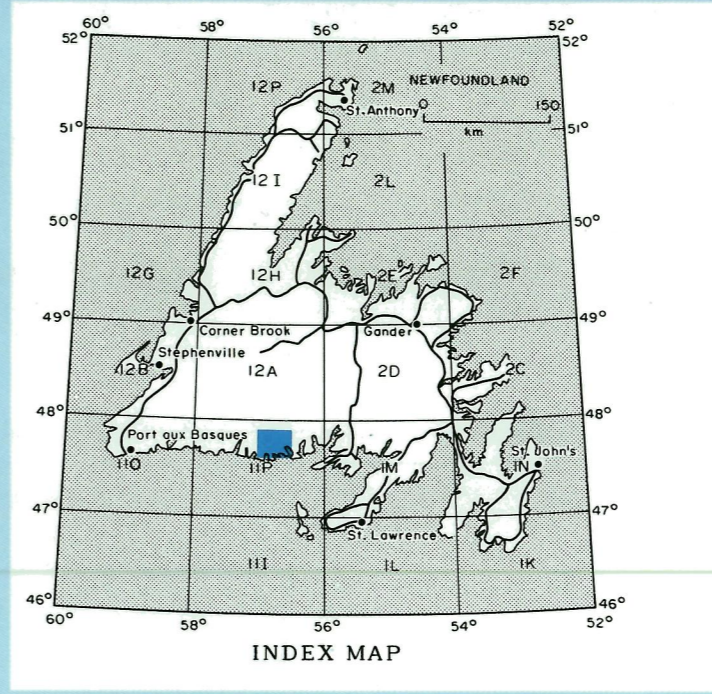 60° 58° 56° 54° 52°
52° 52°
12P 2M NEWFOUNDLAND
St. Anthony 0 150
km
51° 51°
12I 2L
50° 50°
12G 12H 2E 2F
49° 49°
Corner Brook Gander
Stephenville
12B 12A 2D 2C
48° 48°
Port aux Basques St. John's
11O 11P 1M 1N
47° 47°
St. Lawrence
11I 1L 1K
46° 46°
60° 58° 56° 54° 52°
INDEX MAP